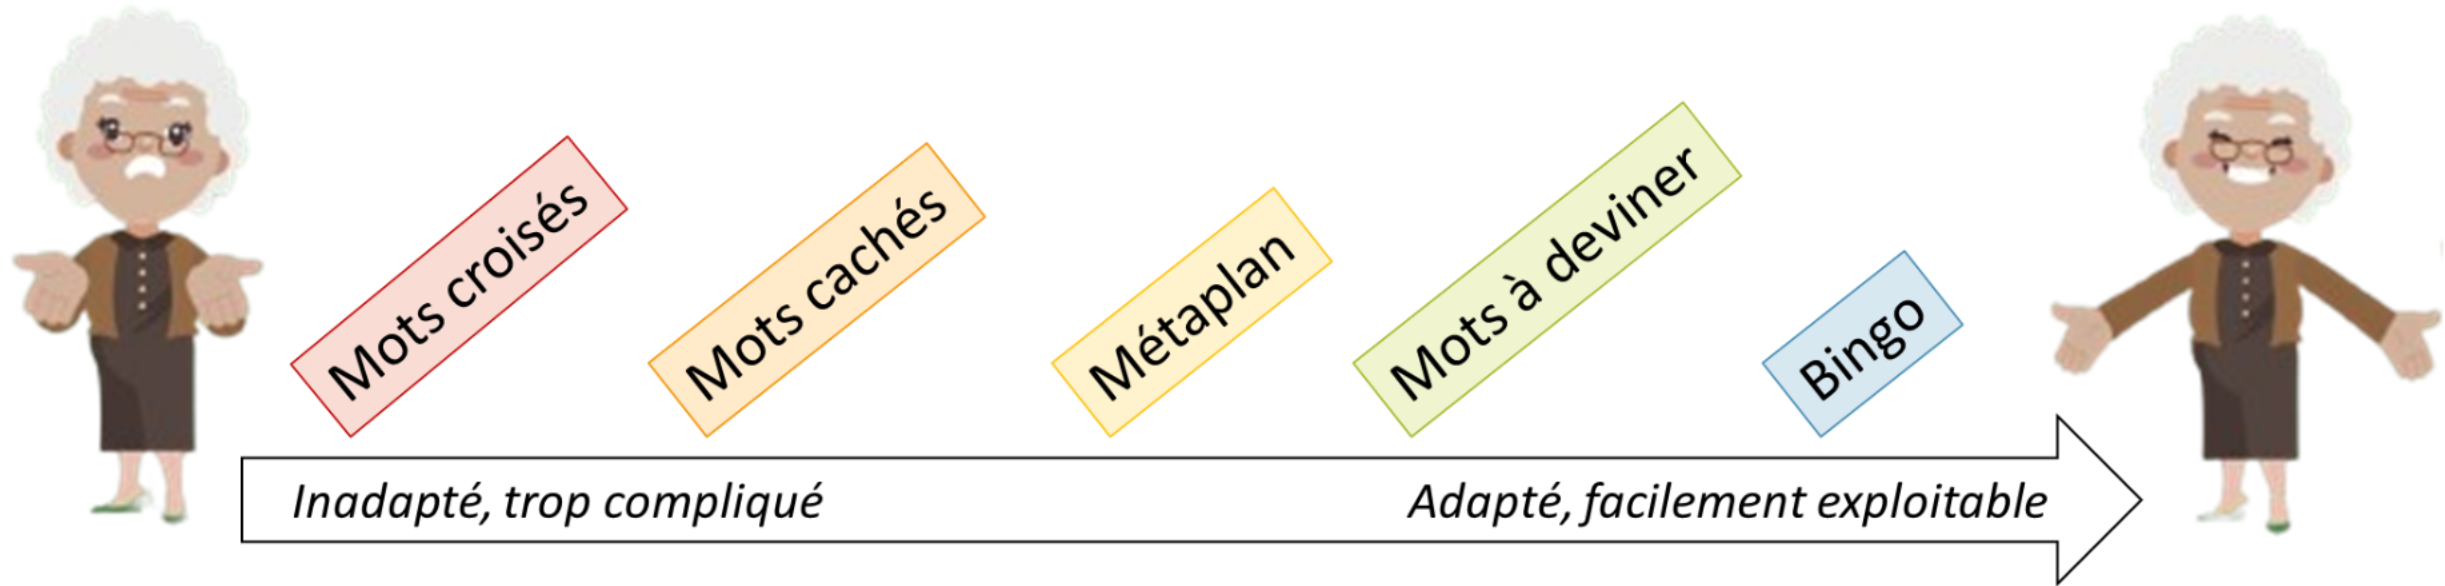 Mots croisés
Mots cachés
Métaplan
Mots à deviner
Bingo
Inadapté, trop compliqué
Adapté, facilement exploitable